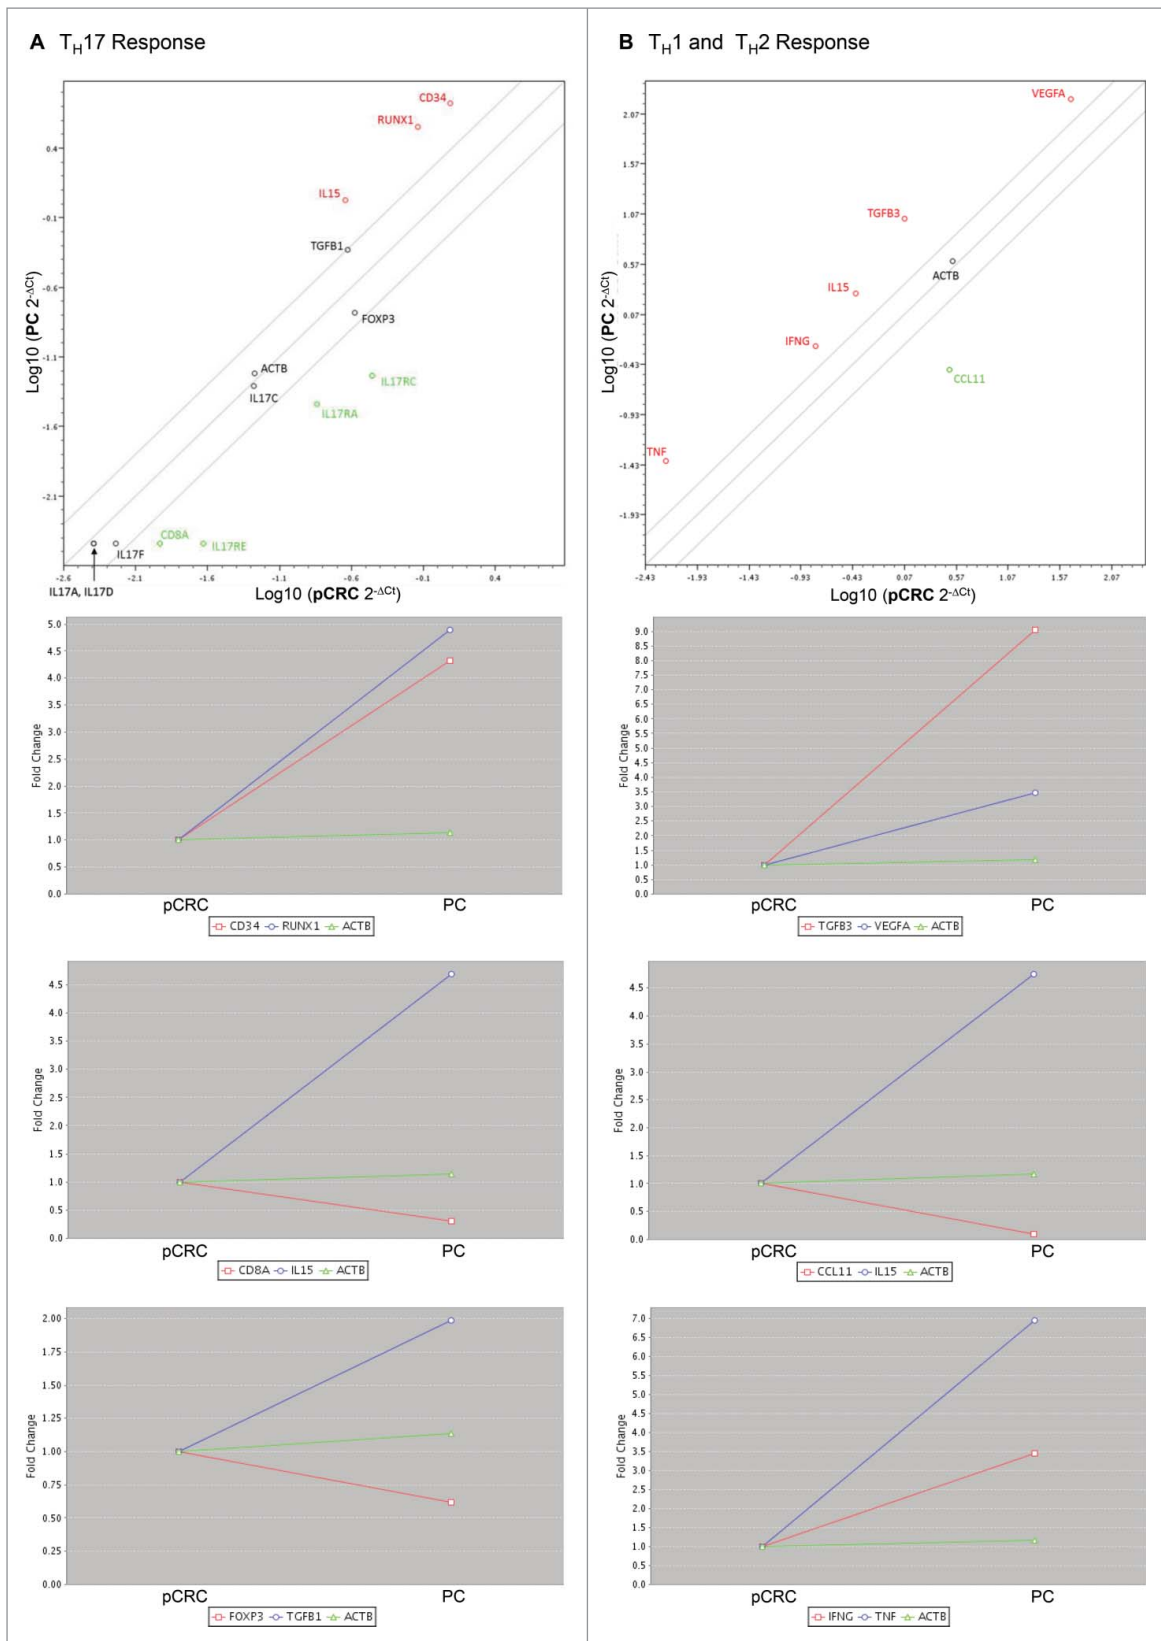 A TH17 Response
CD34
RUNX1
IL15
TGFB1
FOXP3
ACTB
IL17C
IL17RC
IL17RA
CD8A
IL17RE
IL17F
IL17A, IL17D
0.4
-0.1
-0.6
-1.1
-1.6
-2.1
Log10 (PC 2-ΔCt)
-2.6 -2.1 -1.6 -1.1 -0.6 -0.1 0.4
Log10 (pCRC 2-ΔCt)
B TH1 and TH2 Response
VEGFA
TGFB3
ACTB
IL15
IFNG
CCL11
TNF
2.07
1.57
1.07
0.57
0.07
-0.43
-0.93
-1.43
-1.93
Log10 (PC 2-ΔCt)
-2.43 -1.93 -1.43 -0.93 -0.43 0.07 0.57 1.07 1.57 2.07
Log10 (pCRC 2-ΔCt)
5.0
4.5
4.0
3.5
3.0
2.5
2.0
1.5
1.0
0.5
0.0
Fold Change
pCRC PC
CD34 RUNX1 ACTB
9.0
8.5
8.0
7.5
7.0
6.5
6.0
5.5
5.0
4.5
4.0
3.5
3.0
2.5
2.0
1.5
1.0
0.5
0.0
Fold Change
pCRC PC
TGFB3 VEGFA ACTB
4.5
4.0
3.5
3.0
2.5
2.0
1.5
1.0
0.5
0.0
Fold Change
pCRC PC
CD8A IL15 ACTB
4.5
4.0
3.5
3.0
2.5
2.0
1.5
1.0
0.5
0.0
Fold Change
pCRC PC
CCL11 IL15 ACTB
2.00
1.75
1.50
1.25
1.00
0.75
0.50
0.25
0.00
Fold Change
pCRC PC
FOXP3 TGFB1 ACTB
7.0
6.5
6.0
5.5
5.0
4.5
4.0
3.5
3.0
2.5
2.0
1.5
1.0
0.5
0.0
Fold Change
pCRC PC
IFNG TNF ACTB